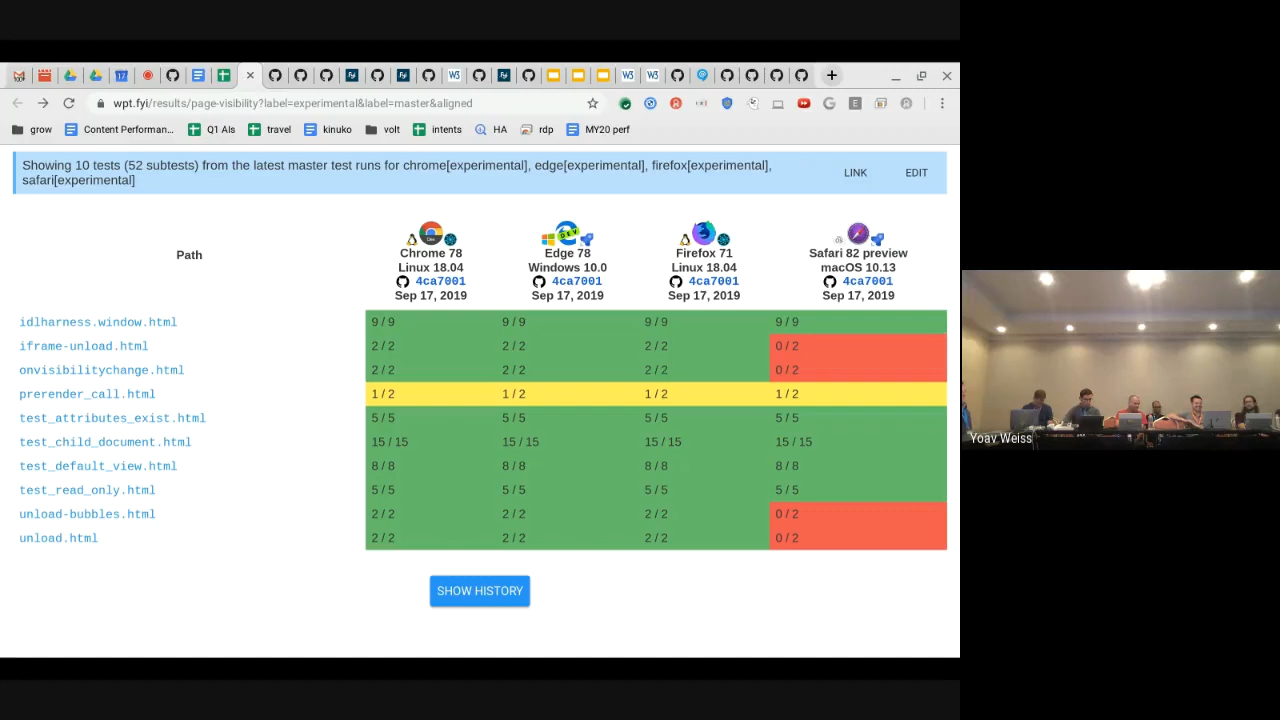 wpt.fyi/results/page-visibility?label=experimental&label=master&aligned
grow Content Performan... Q1 AIs travel kinuko volt intents HA rdp MY20 perf
Showing 10 tests (52 subtests) from the latest master test runs for chrome[experimental], edge[experimental], firefox[experimental],
safari[experimental]
LINK EDIT
Path
Chrome 78 Edge 78 Firefox 71 Safari 82 preview
Linux 18.04 Windows 10.0 Linux 18.04 macOS 10.13
4ca7001 4ca7001 4ca7001 4ca7001
Sep 17, 2019 Sep 17, 2019 Sep 17, 2019 Sep 17, 2019
idlharness.window.html 9 / 9 9 / 9 9 / 9 9 / 9
iframe-unload.html 2 / 2 2 / 2 2 / 2 0 / 2
onvisibilitychange.html 2 / 2 2 / 2 2 / 2 0 / 2
prerender_call.html 1 / 2 1 / 2 1 / 2 1 / 2
test_attributes_exist.html 5 / 5 5 / 5 5 / 5 5 / 5
test_child_document.html 15 / 15 15 / 15 15 / 15 15 / 15
test_default_view.html 8 / 8 8 / 8 8 / 8 8 / 8
test_read_only.html 5 / 5 5 / 5 5 / 5 5 / 5
unload-bubbles.html 2 / 2 2 / 2 2 / 2 0 / 2
unload.html 2 / 2 2 / 2 2 / 2 0 / 2
SHOW HISTORY
Yoav Weiss